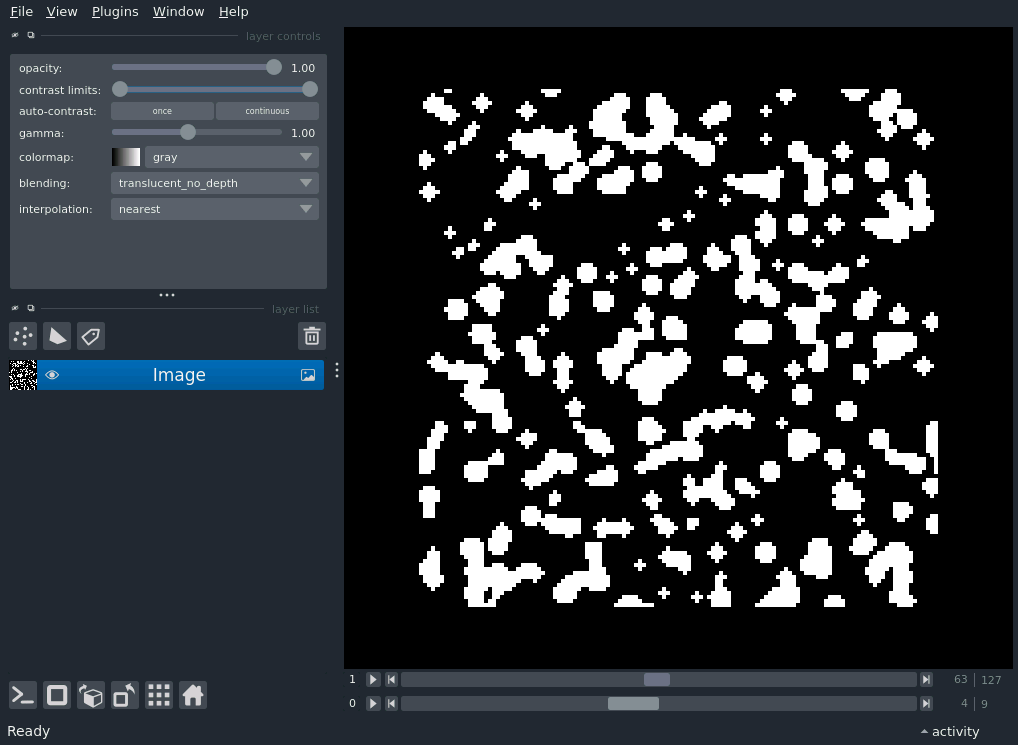 File View Plugins Window Help
layer controls
opacity: 1.00
contrast limits:
auto-contrast: once continuous
gamma: 1.00
colormap: gray
blending: translucent_no_depth
interpolation: nearest
layer list
Image
1 63 127
0 4 9
Ready activity